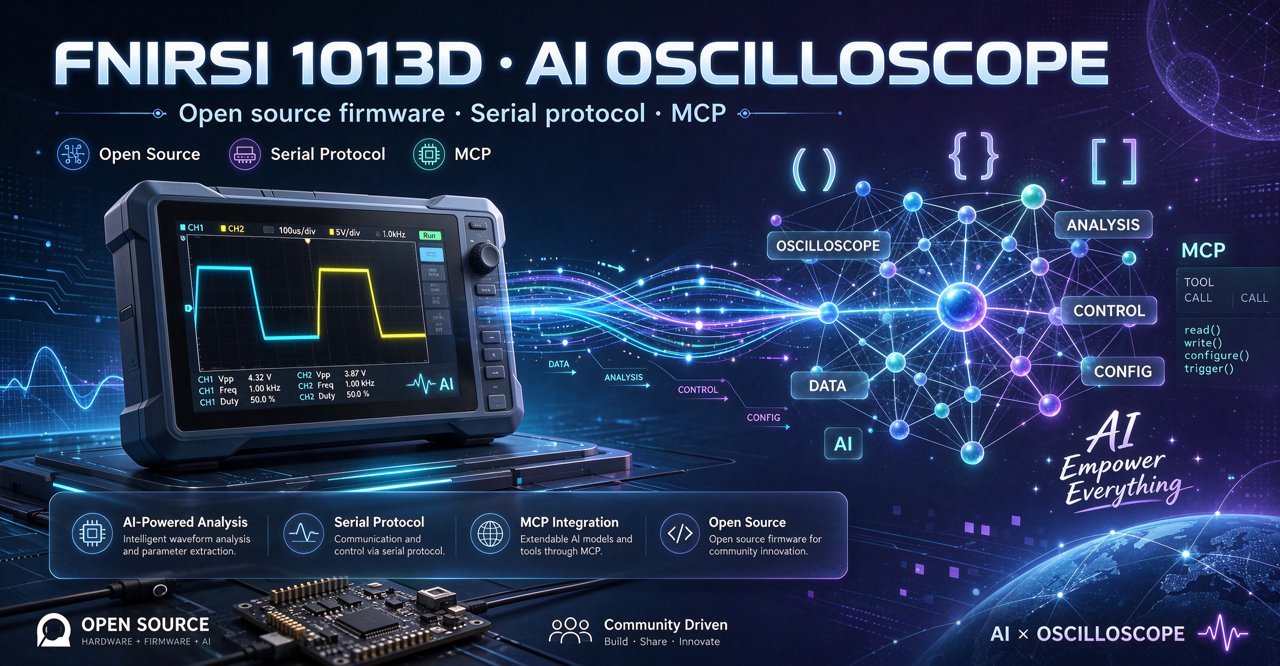 FNIRSI 1013D · AI OSCILLOSCOPE
Open source firmware · Serial protocol · MCP
Open Source
Serial Protocol
MCP
CH1
CH2
100us/div
5V/div
1.0kHz
Run
CH1 Vpp 4.32 V
CH2 Vpp 3.87 V
CH1 Freq 1.00 kHz
CH2 Freq 1.00 kHz
CH1 Duty 50.0 %
CH2 Duty 50.0 %
AI
DATA
ANALYSIS
CONTROL
CONFIG
( )
{ }
[ ]
OSCILLOSCOPE
ANALYSIS
CONTROL
CONFIG
DATA
AI
MCP
TOOL
CALL
CALL
read()
write()
configure()
trigger()
AI
Empower
Everything
AI-Powered Analysis
Intelligent waveform analysis
and parameter extraction.
Serial Protocol
Communication and
control via serial protocol.
MCP Integration
Extendable AI models and
tools through MCP.
</>
Open Source
Open source firmware for
community innovation.
OPEN SOURCE
HARDWARE + FIRMWARE + AI
Community Driven
Build · Share · Innovate
AI × OSCILLOSCOPE